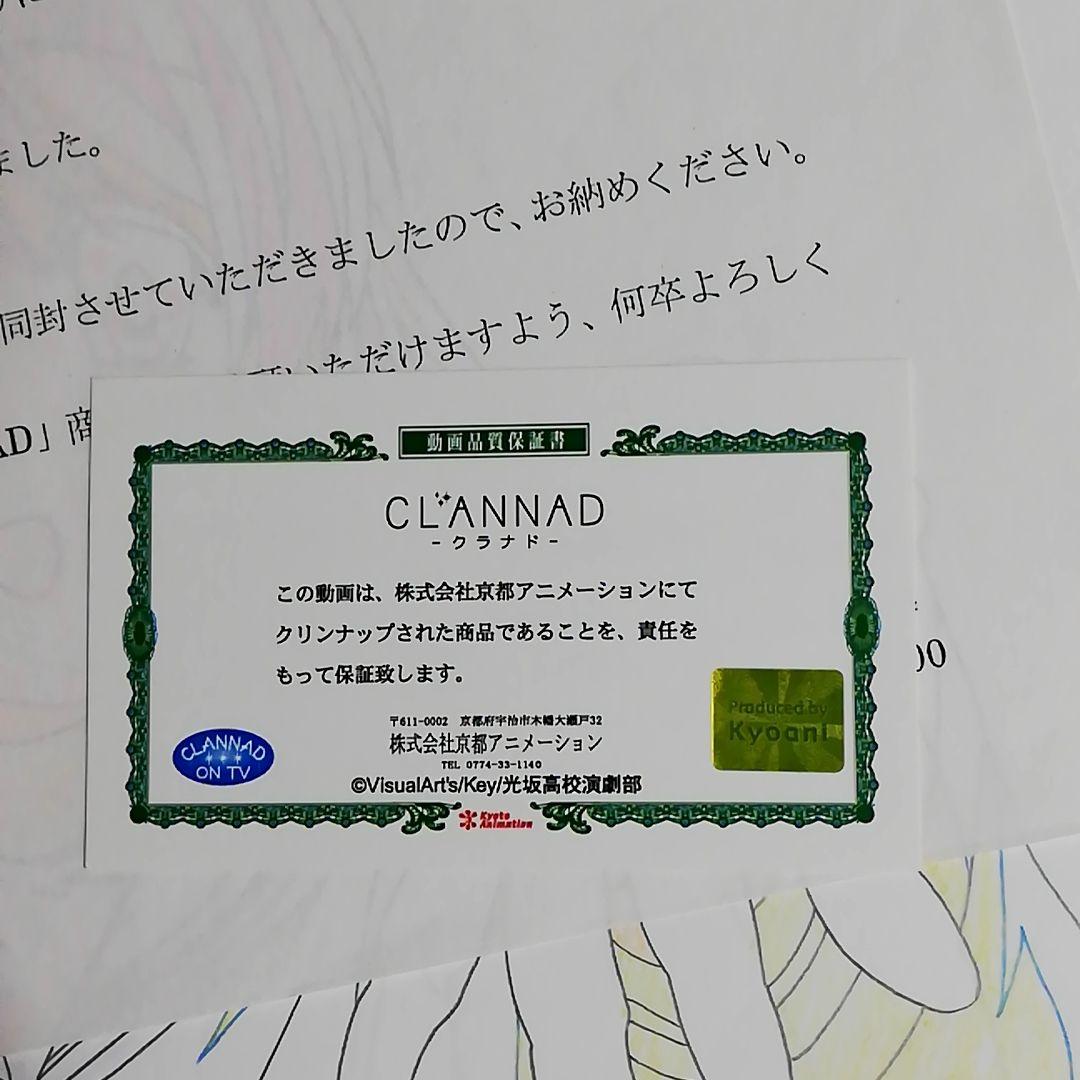 ました。
同封させていただきましたので、お納めください。
いただけますよう、何卒よろしく
AD」商
00
動画品質保証書
CLANNAD
-クラナド-
この動画は、株式会社京都アニメーションにて
クリンナップされた商品であることを、責任を
もって保証致します。
〒611-0002 京都府宇治市木幡大瀬戸32
株式会社京都アニメーション
TEL 0774-33-1140
©VisualArt's/Key/光坂高校演劇部
CLANNAD
ON TV
Produced by
Kyoani
Kyoto
Animation